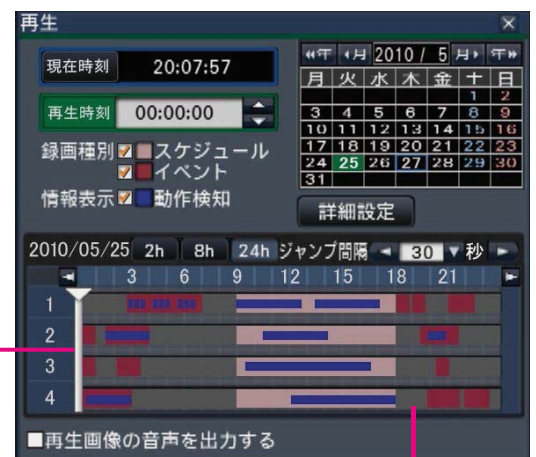 再生
現在時刻 20:07:57
再生時刻 00:00:00
録画種別 スケジュール
イベント
情報表示 動作検知
年 月 2010 / 5 月 年
月 火 水 木 金 土 日
1 2
3 4 5 6 7 8 9
10 11 12 13 14 15 16
17 18 19 20 21 22 23
24 25 26 27 28 29 30
31
詳細設定
2010/05/25 2h 8h 24h ジャンプ間隔 30 秒
3 6 9 12 15 18 21
1
2
3
4
再生画像の音声を出力する